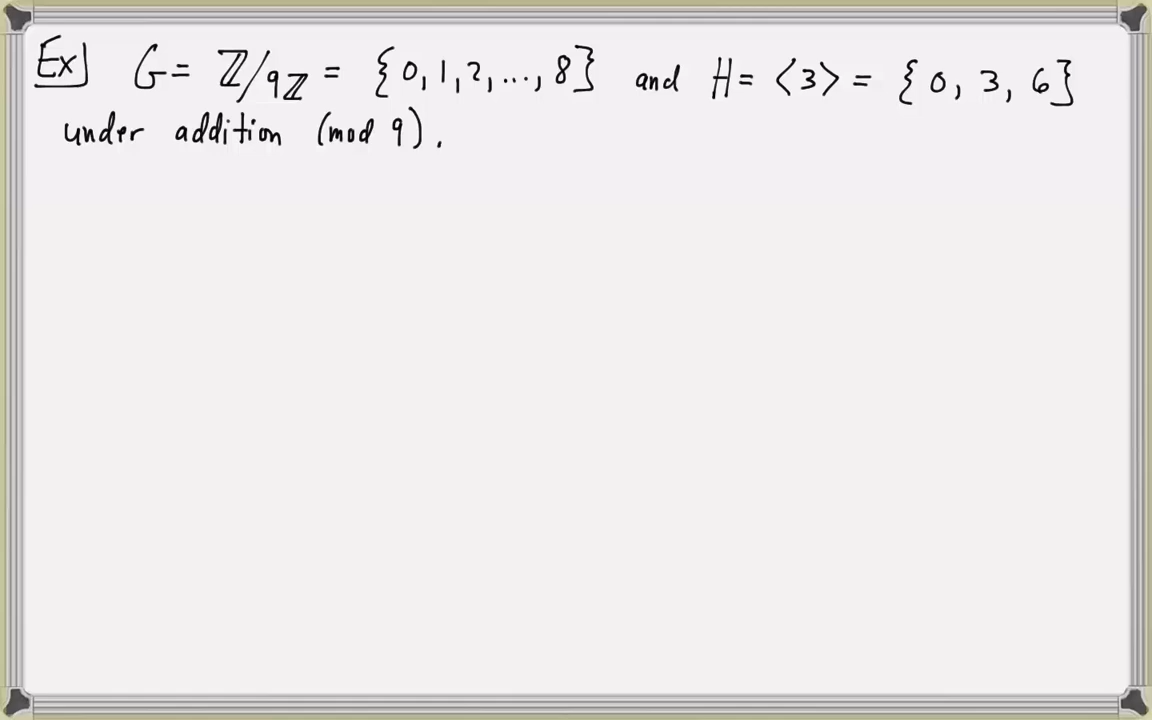 Ex] G = ℤ/9ℤ = {0, 1, 2, ..., 8} and H = ⟨3⟩ = {0, 3, 6}
under addition (mod 9).